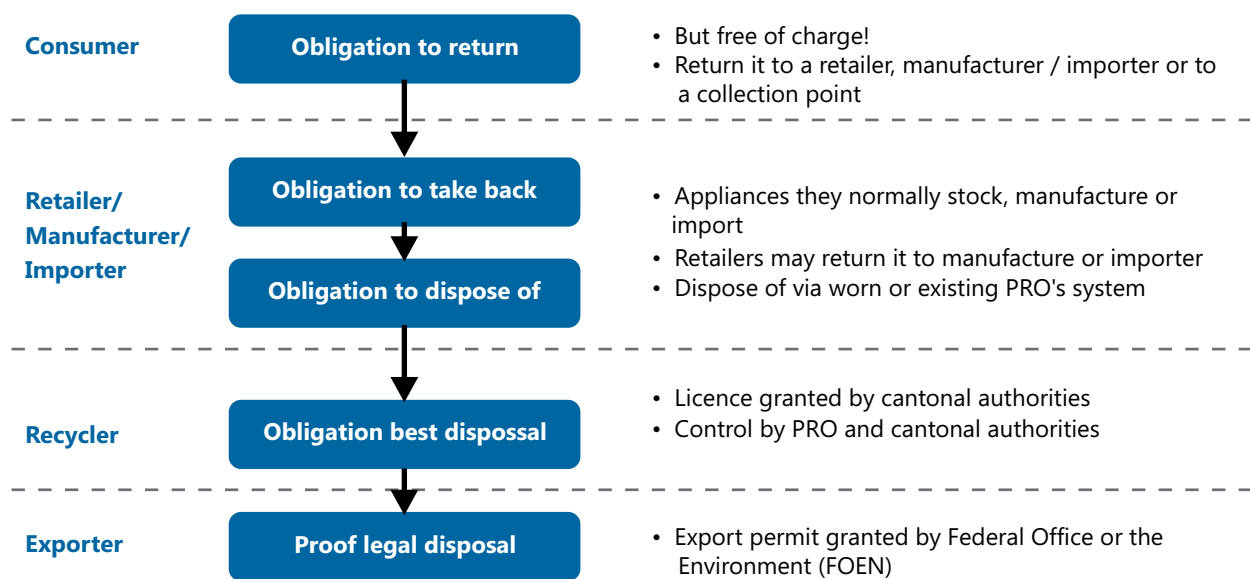 Consumer
Obligation to return
• But free of charge!
• Return it to a retailer, manufacturer / importer or to
a collection point
Retailer/
Manufacturer/
Importer
Obligation to take back
Obligation to dispose of
• Appliances they normally stock, manufacture or
import
• Retailers may return it to manufacture or importer
• Dispose of via worn or existing PRO's system
Recycler
Obligation best dispossal
• Licence granted by cantonal authorities
• Control by PRO and cantonal authorities
Exporter
Proof legal disposal
• Export permit granted by Federal Office or the
Environment (FOEN)